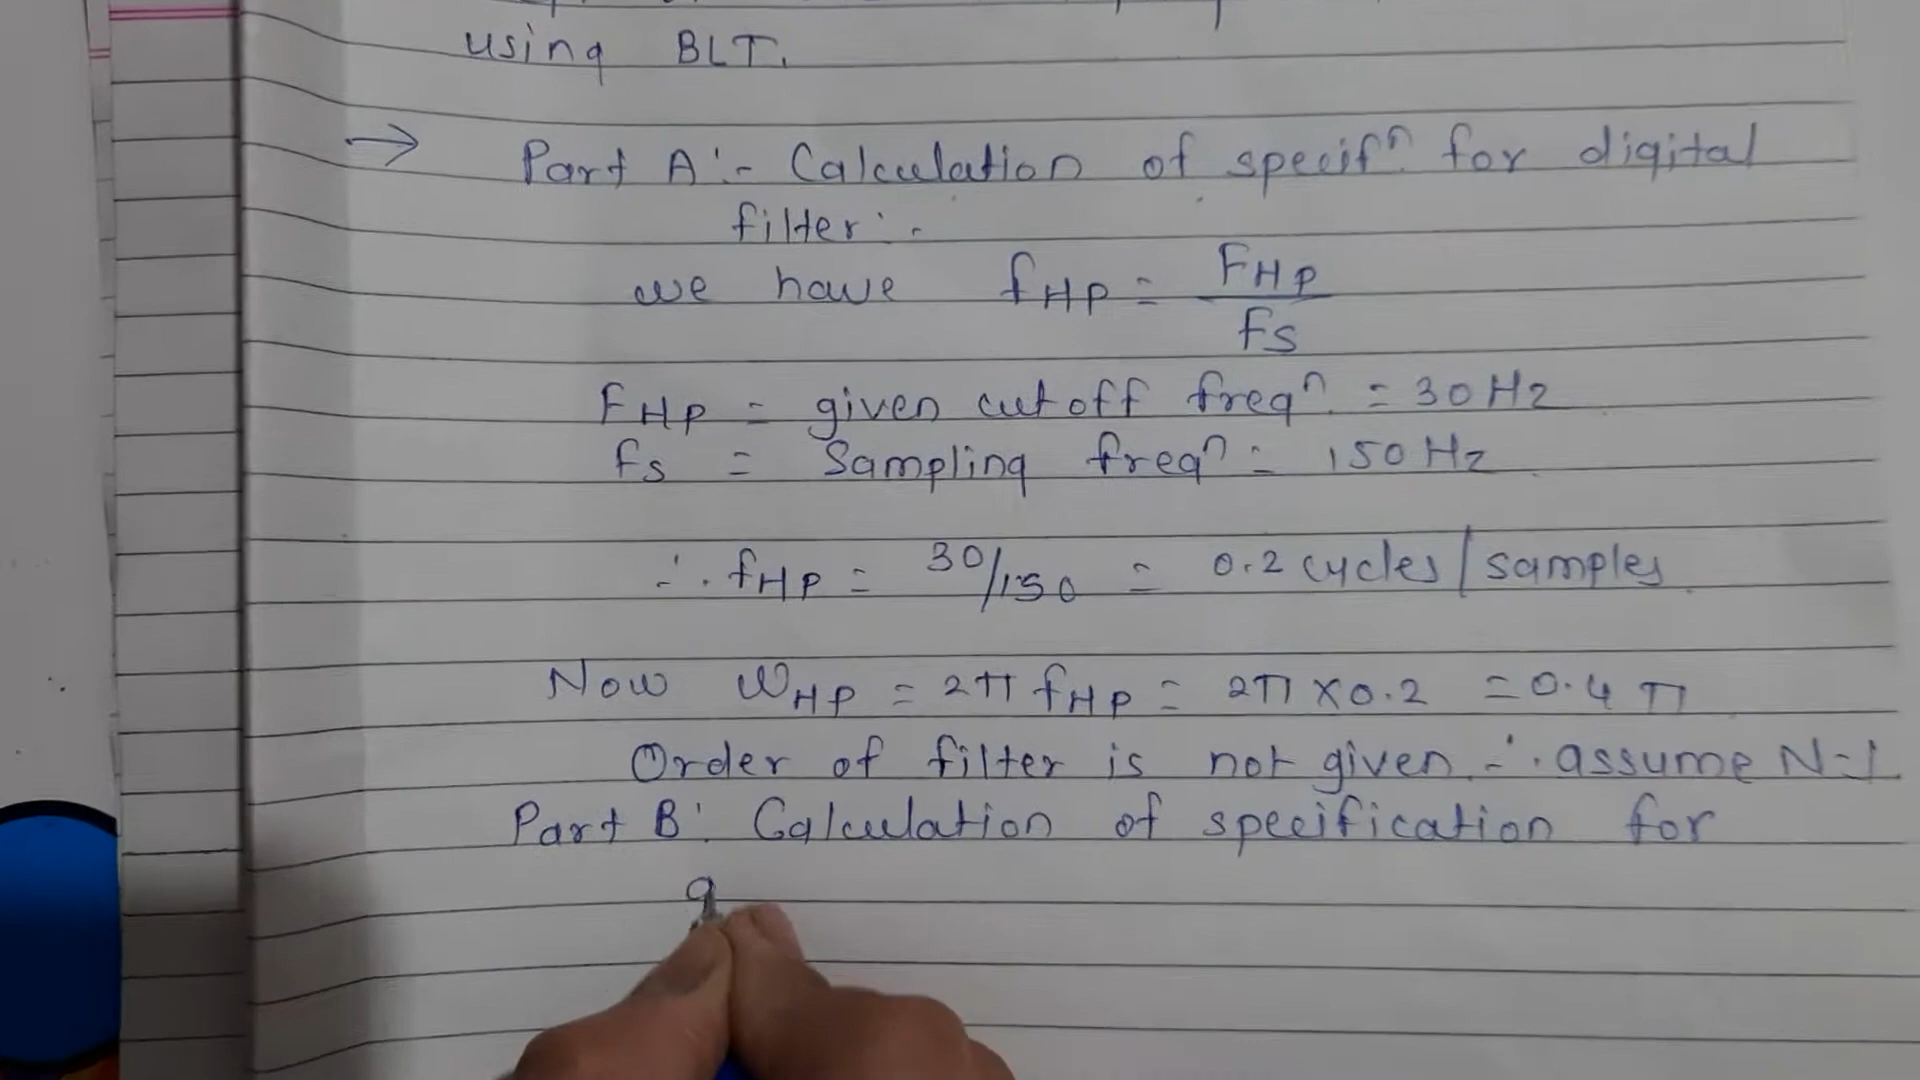 using BLT.
→ Part A:- Calculation of specifⁿ for digital
filter:-
we have fHP = FHP / Fs
FHP = given cut off freqⁿ = 30 Hz
Fs = Sampling freqⁿ = 150 Hz
∴ fHP = 30/150 = 0.2 cycles/samples
Now ωHP = 2π fHP = 2π × 0.2 = 0.4 π
Order of filter is not given ∴ assume N=1
Part B: Calculation of specification for